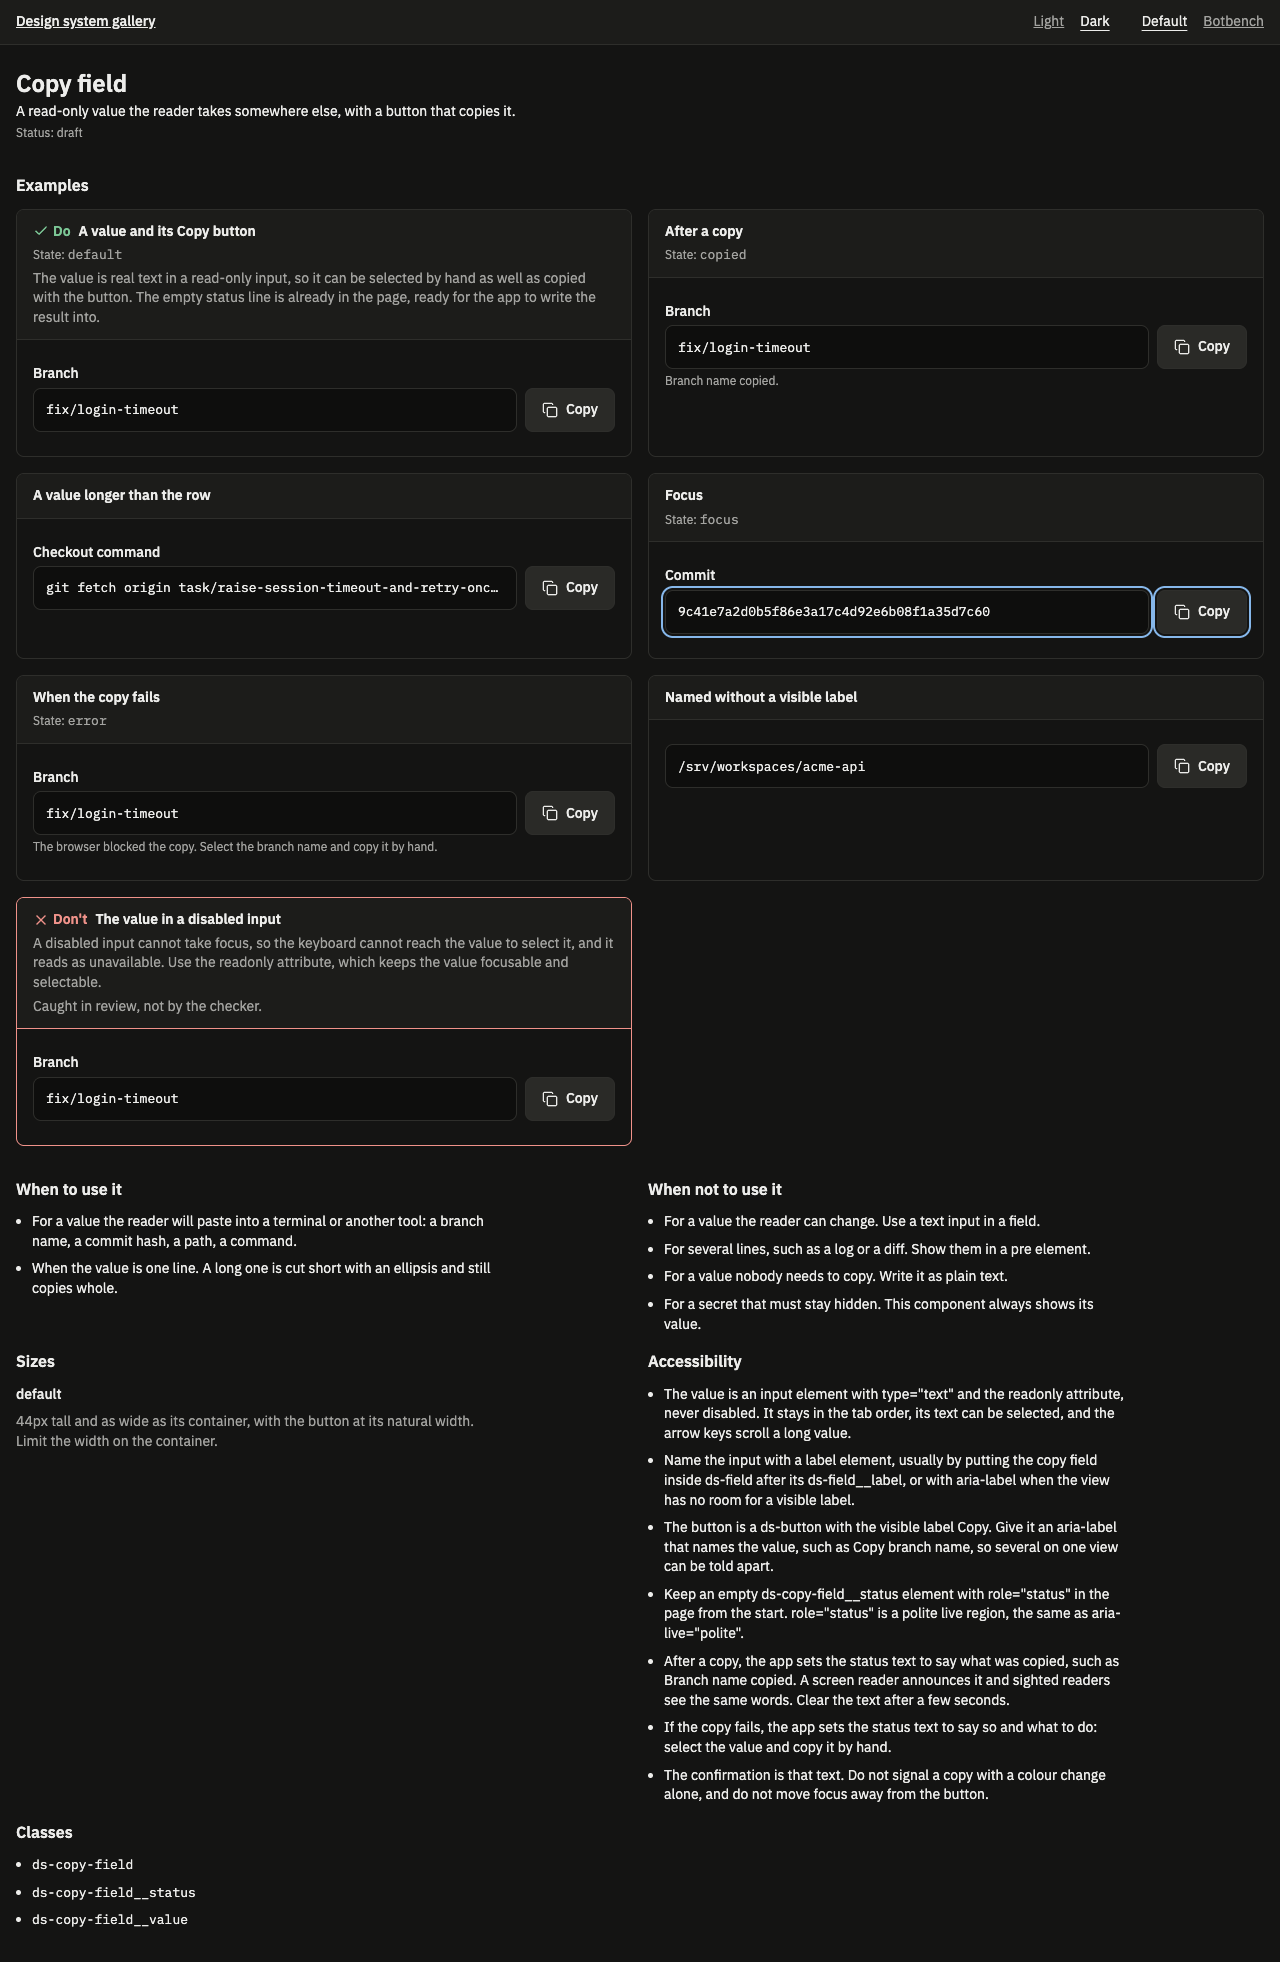 Design system gallery
Light
Dark
Default
Botbench
Copy field
A read-only value the reader takes somewhere else, with a button that copies it.
Status: draft
Examples
Do A value and its Copy button
State: default
The value is real text in a read-only input, so it can be selected by hand as well as copied
with the button. The empty status line is already in the page, ready for the app to write the
result into.
Branch
fix/login-timeout
Copy
After a copy
State: copied
Branch
fix/login-timeout
Copy
Branch name copied.
A value longer than the row
Checkout command
git fetch origin task/raise-session-timeout-and-retry-onc…
Copy
Focus
State: focus
Commit
9c41e7a2d0b5f86e3a17c4d92e6b08f1a35d7c60
Copy
When the copy fails
State: error
Branch
fix/login-timeout
Copy
The browser blocked the copy. Select the branch name and copy it by hand.
Named without a visible label
/srv/workspaces/acme-api
Copy
Don't The value in a disabled input
A disabled input cannot take focus, so the keyboard cannot reach the value to select it, and it
reads as unavailable. Use the readonly attribute, which keeps the value focusable and
selectable.
Caught in review, not by the checker.
Branch
fix/login-timeout
Copy
When to use it
For a value the reader will paste into a terminal or another tool: a branch
name, a commit hash, a path, a command.
When the value is one line. A long one is cut short with an ellipsis and still
copies whole.
When not to use it
For a value the reader can change. Use a text input in a field.
For several lines, such as a log or a diff. Show them in a pre element.
For a value nobody needs to copy. Write it as plain text.
For a secret that must stay hidden. This component always shows its
value.
Sizes
default
44px tall and as wide as its container, with the button at its natural width.
Limit the width on the container.
Accessibility
The value is an input element with type="text" and the readonly attribute,
never disabled. It stays in the tab order, its text can be selected, and the
arrow keys scroll a long value.
Name the input with a label element, usually by putting the copy field
inside ds-field after its ds-field__label, or with aria-label when the view
has no room for a visible label.
The button is a ds-button with the visible label Copy. Give it an aria-label
that names the value, such as Copy branch name, so several on one view
can be told apart.
Keep an empty ds-copy-field__status element with role="status" in the
page from the start. role="status" is a polite live region, the same as aria-
live="polite".
After a copy, the app sets the status text to say what was copied, such as
Branch name copied. A screen reader announces it and sighted readers
see the same words. Clear the text after a few seconds.
If the copy fails, the app sets the status text to say so and what to do:
select the value and copy it by hand.
The confirmation is that text. Do not signal a copy with a colour change
alone, and do not move focus away from the button.
Classes
ds-copy-field
ds-copy-field__status
ds-copy-field__value